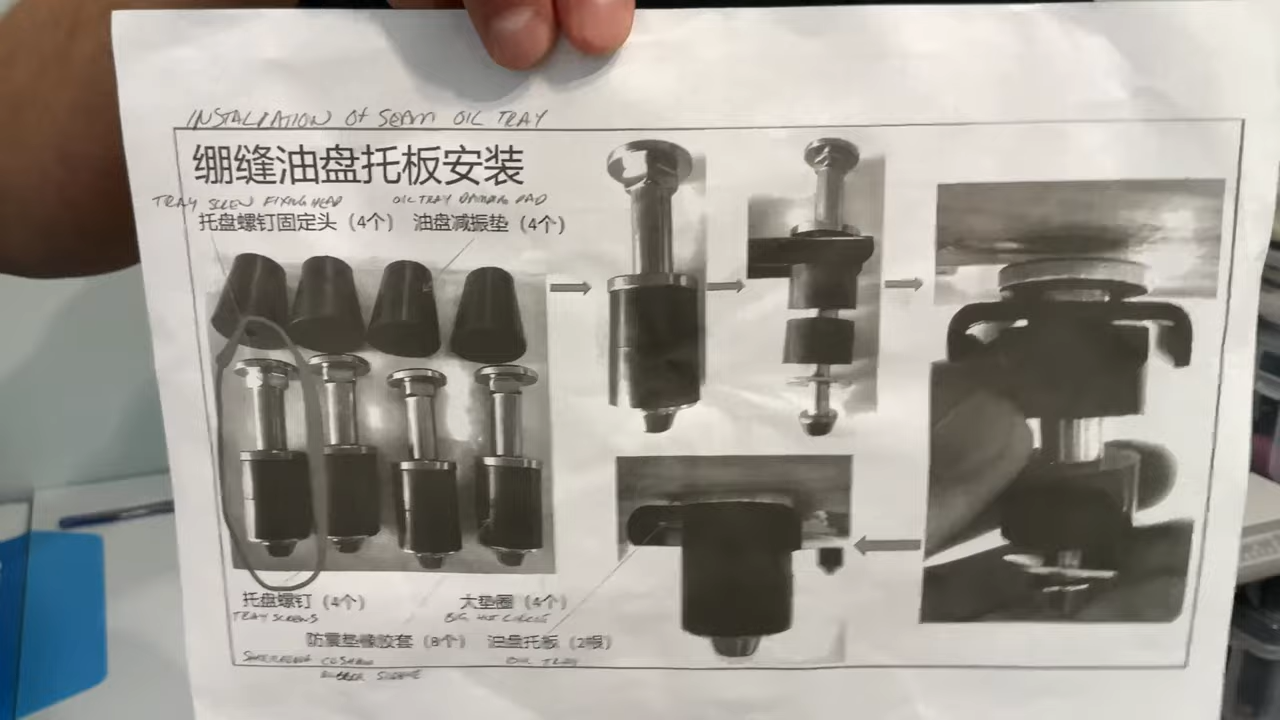 INSTALLATION Of SEAM OIL TRAY
绷缝油盘托板安装
TRAY SCREW FIXING HEAD OIL TRAY DAMPING PAD
托盘螺钉固定头（4个） 油盘减振垫（4个）
托盘螺钉（4个） 大垫圈（4个）
TRAY SCREWS BIG
防震垫橡胶套（8个） 油盘托板（2根）
OIL TRAY
RUBBER